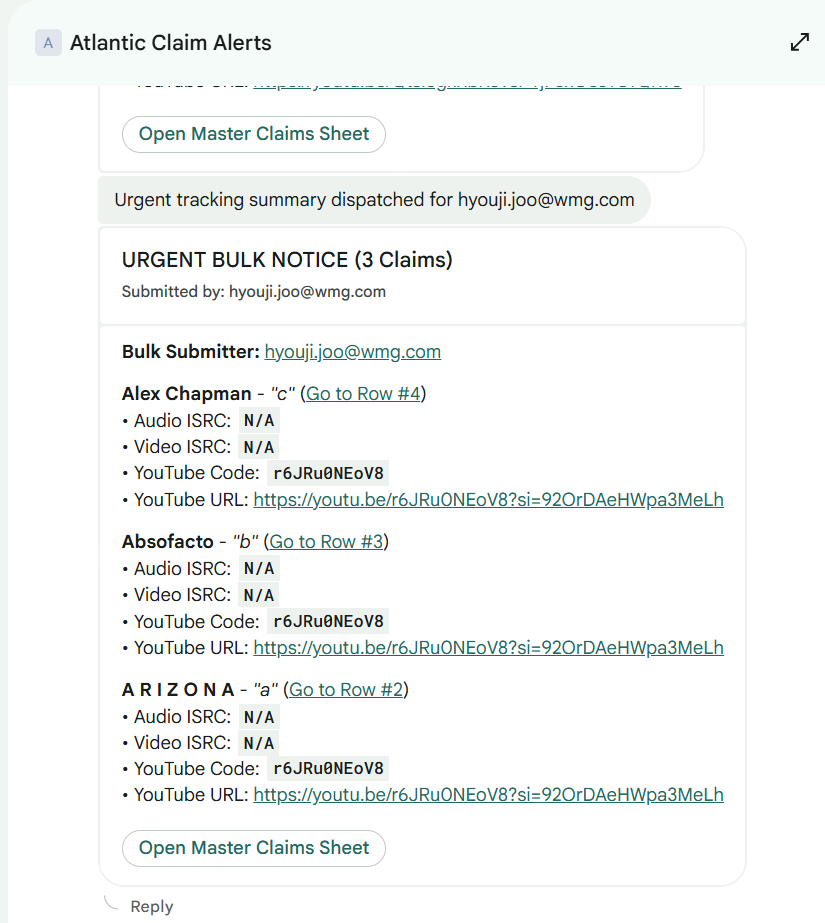 A Atlantic Claim Alerts
Open Master Claims Sheet
Urgent tracking summary dispatched for hyouji.joo@wmg.com
URGENT BULK NOTICE (3 Claims)
Submitted by: hyouji.joo@wmg.com
Bulk Submitter: hyouji.joo@wmg.com
Alex Chapman - "c" (Go to Row #4)
• Audio ISRC: N/A
• Video ISRC: N/A
• YouTube Code: r6JRu0NEoV8
• YouTube URL: https://youtu.be/r6JRu0NEoV8?si=92OrDAeHWpa3MeLh
Absofacto - "b" (Go to Row #3)
• Audio ISRC: N/A
• Video ISRC: N/A
• YouTube Code: r6JRu0NEoV8
• YouTube URL: https://youtu.be/r6JRu0NEoV8?si=92OrDAeHWpa3MeLh
A R I Z O N A - "a" (Go to Row #2)
• Audio ISRC: N/A
• Video ISRC: N/A
• YouTube Code: r6JRu0NEoV8
• YouTube URL: https://youtu.be/r6JRu0NEoV8?si=92OrDAeHWpa3MeLh
Open Master Claims Sheet
Reply